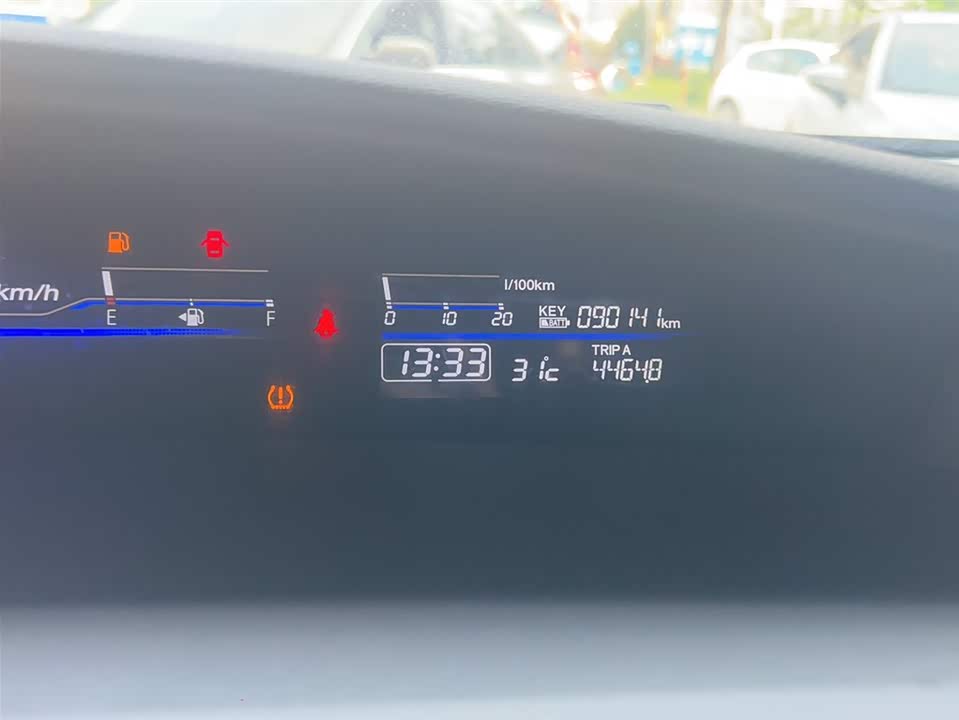 km/h
E F
l/100km
0 10 20
KEY
BATT
090141km
13:33
31°c
TRIP A
4464.8